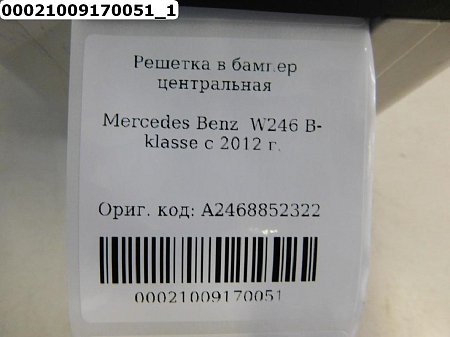 00021009170051_1
Решетка в бампер
центральная
Mercedes Benz W246 B-
klasse с 2012 г.
Ориг. код: A2468852322
00021009170051